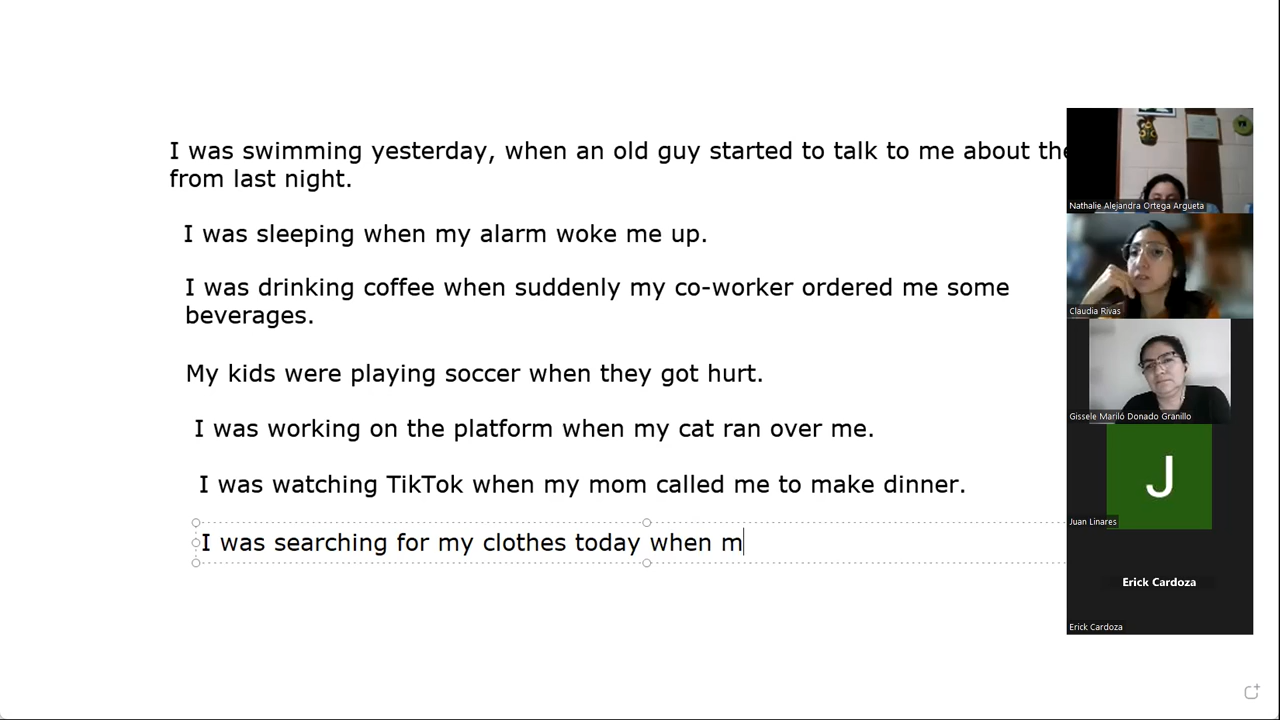 I was swimming yesterday, when an old guy started to talk to me about the
from last night.
I was sleeping when my alarm woke me up.
I was drinking coffee when suddenly my co-worker ordered me some
beverages.
My kids were playing soccer when they got hurt.
I was working on the platform when my cat ran over me.
I was watching TikTok when my mom called me to make dinner.
I was searching for my clothes today when m
Nathalie Alejandra Ortega Argueta
Claudia Rivas
Gissele Mariló Donado Granillo
J
Juan Linares
Erick Cardoza
Erick Cardoza